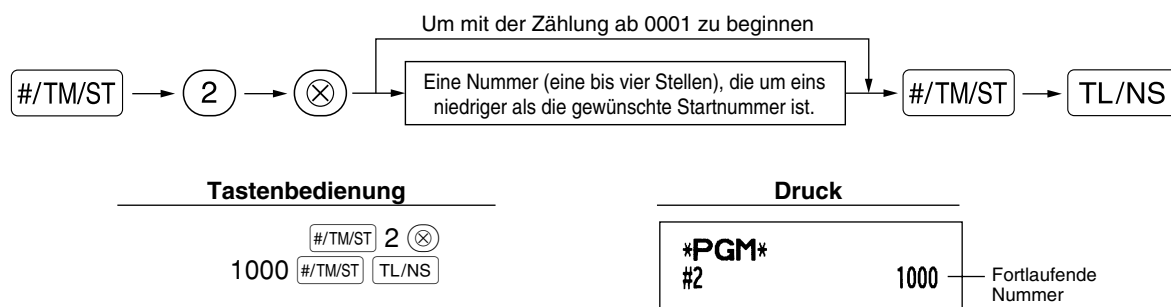 Um mit der Zählung ab 0001 zu beginnen
#/TM/ST 2 ⊗ Eine Nummer (eine bis vier Stellen), die um eins #/TM/ST TL/NS
niedriger als die gewünschte Startnummer ist.
Tastenbedienung
#/TM/ST 2 ⊗
1000 #/TM/ST TL/NS
Druck
*PGM*
#2 1000
Fortlaufende
Nummer